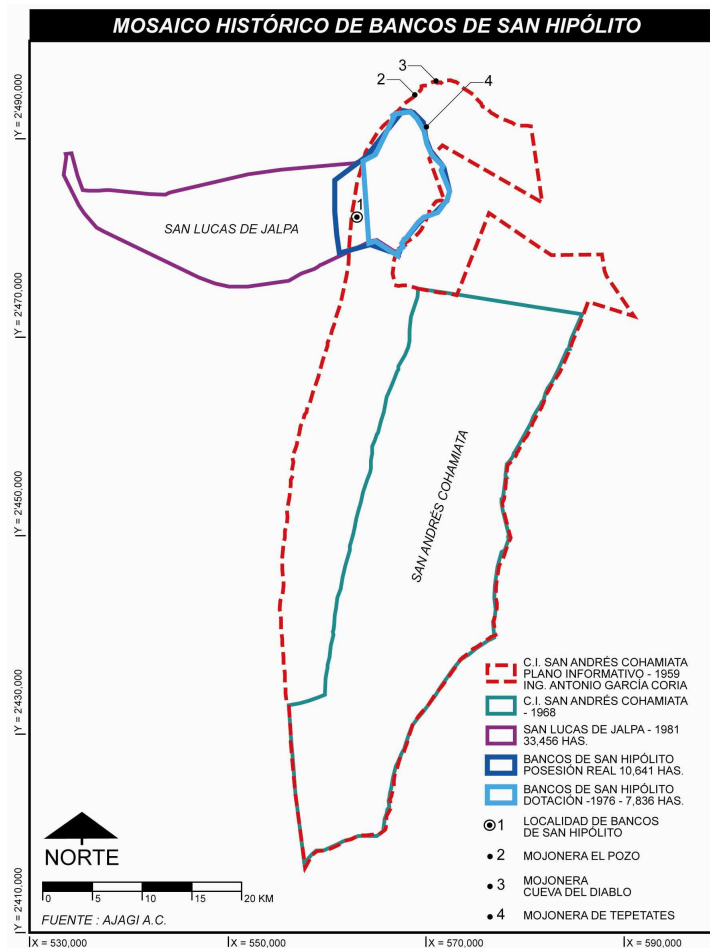 MOSAICO HISTÓRICO DE BANCOS DE SAN HIPÓLITO
3
2
4
1
SAN LUCAS DE JALPA
SAN ANDRÉS COHAMIATA
Y = 2'490,000
Y = 2'470,000
Y = 2'450,000
Y = 2'430,000
Y = 2'410,000
C.I. SAN ANDRÉS COHAMIATA
PLANO INFORMATIVO - 1959
ING. ANTONIO GARCÍA CORIA
C.I. SAN ANDRÉS COHAMIATA
- 1968
SAN LUCAS DE JALPA - 1981
33,456 HAS.
BANCOS DE SAN HIPÓLITO
POSESIÓN REAL 10,641 HAS.
BANCOS DE SAN HIPÓLITO
DOTACIÓN -1976 - 7,836 HAS.
1 LOCALIDAD DE BANCOS
DE SAN HIPÓLITO
2 MOJONERA EL POZO
3 MOJONERA
CUEVA DEL DIABLO
4 MOJONERA DE TEPETATES
NORTE
0 5 10 15 20 KM
FUENTE : AJAGI A.C.
X = 530,000 X = 550,000 X = 570,000 X = 590,000